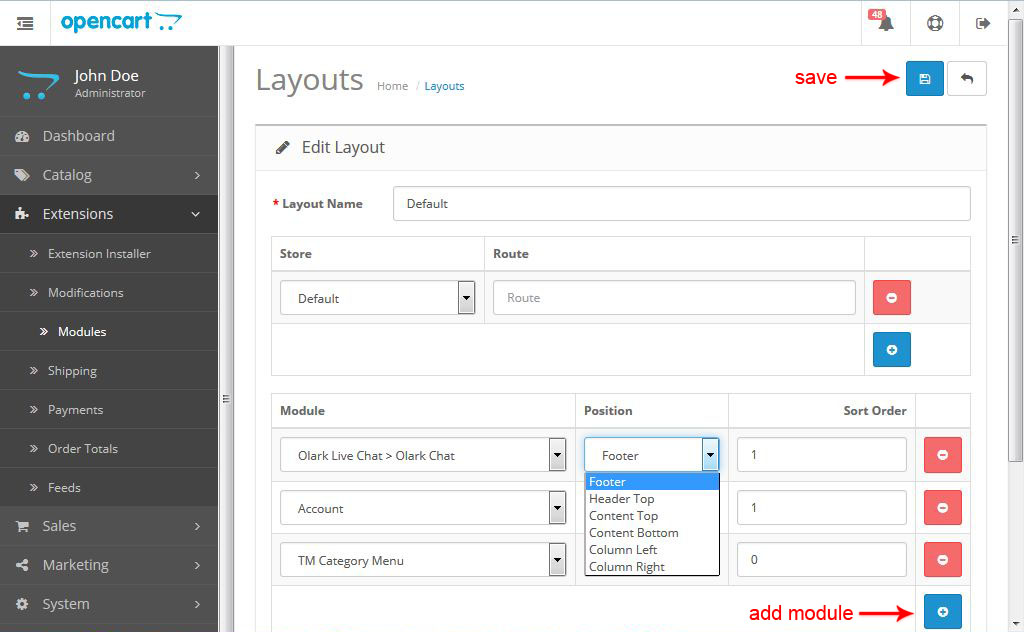 opencart
48
John Doe
Administrator
Dashboard
Catalog
Extensions
Extension Installer
Modifications
Modules
Shipping
Payments
Order Totals
Feeds
Sales
Marketing
System
Layouts Home / Layouts
save
Edit Layout
* Layout Name Default
Store Route
Default Route
Module Position Sort Order
Olark Live Chat > Olark Chat Footer 1
Footer
Header Top
Content Top
Content Bottom
Column Left
Column Right
Account 1
TM Category Menu 0
add module